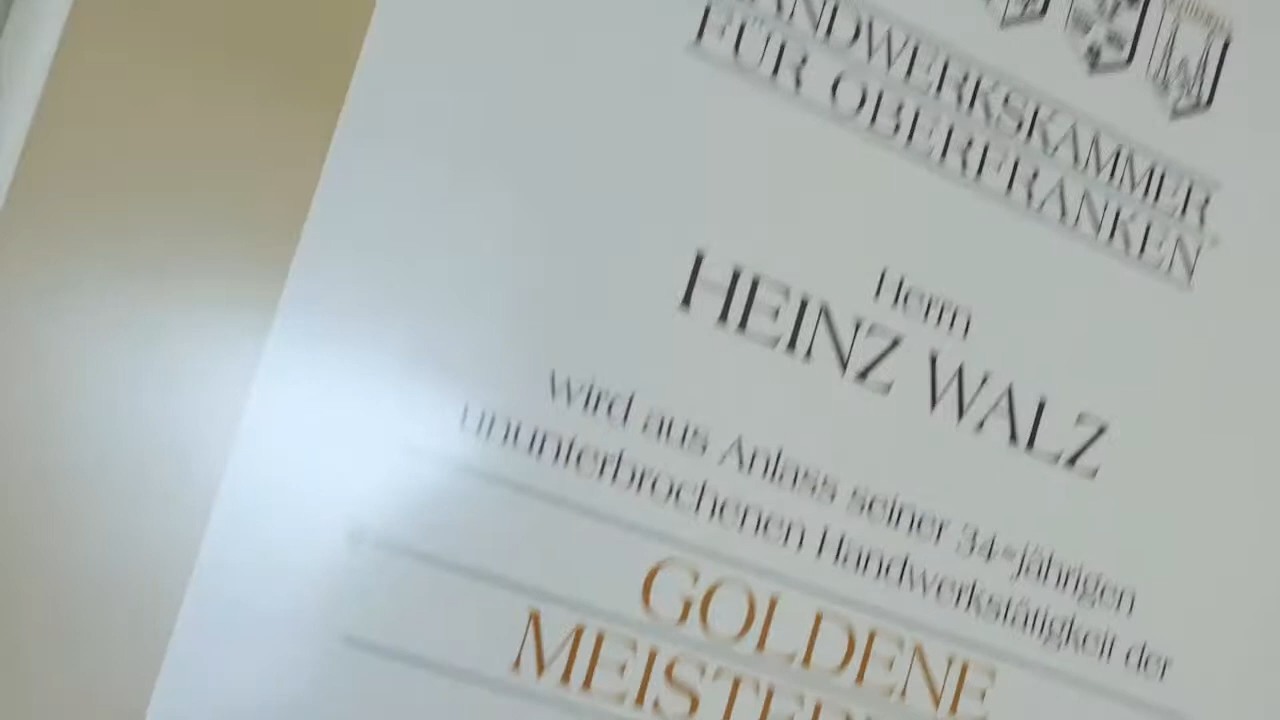 HANDWERKSKAMMER
FÜR OBERFRANKEN
Herrn
HEINZ WALZ
wird aus Anlass seiner 34-jährigen
ununterbrochenen Handwerkstätigkeit der
GOLDENE